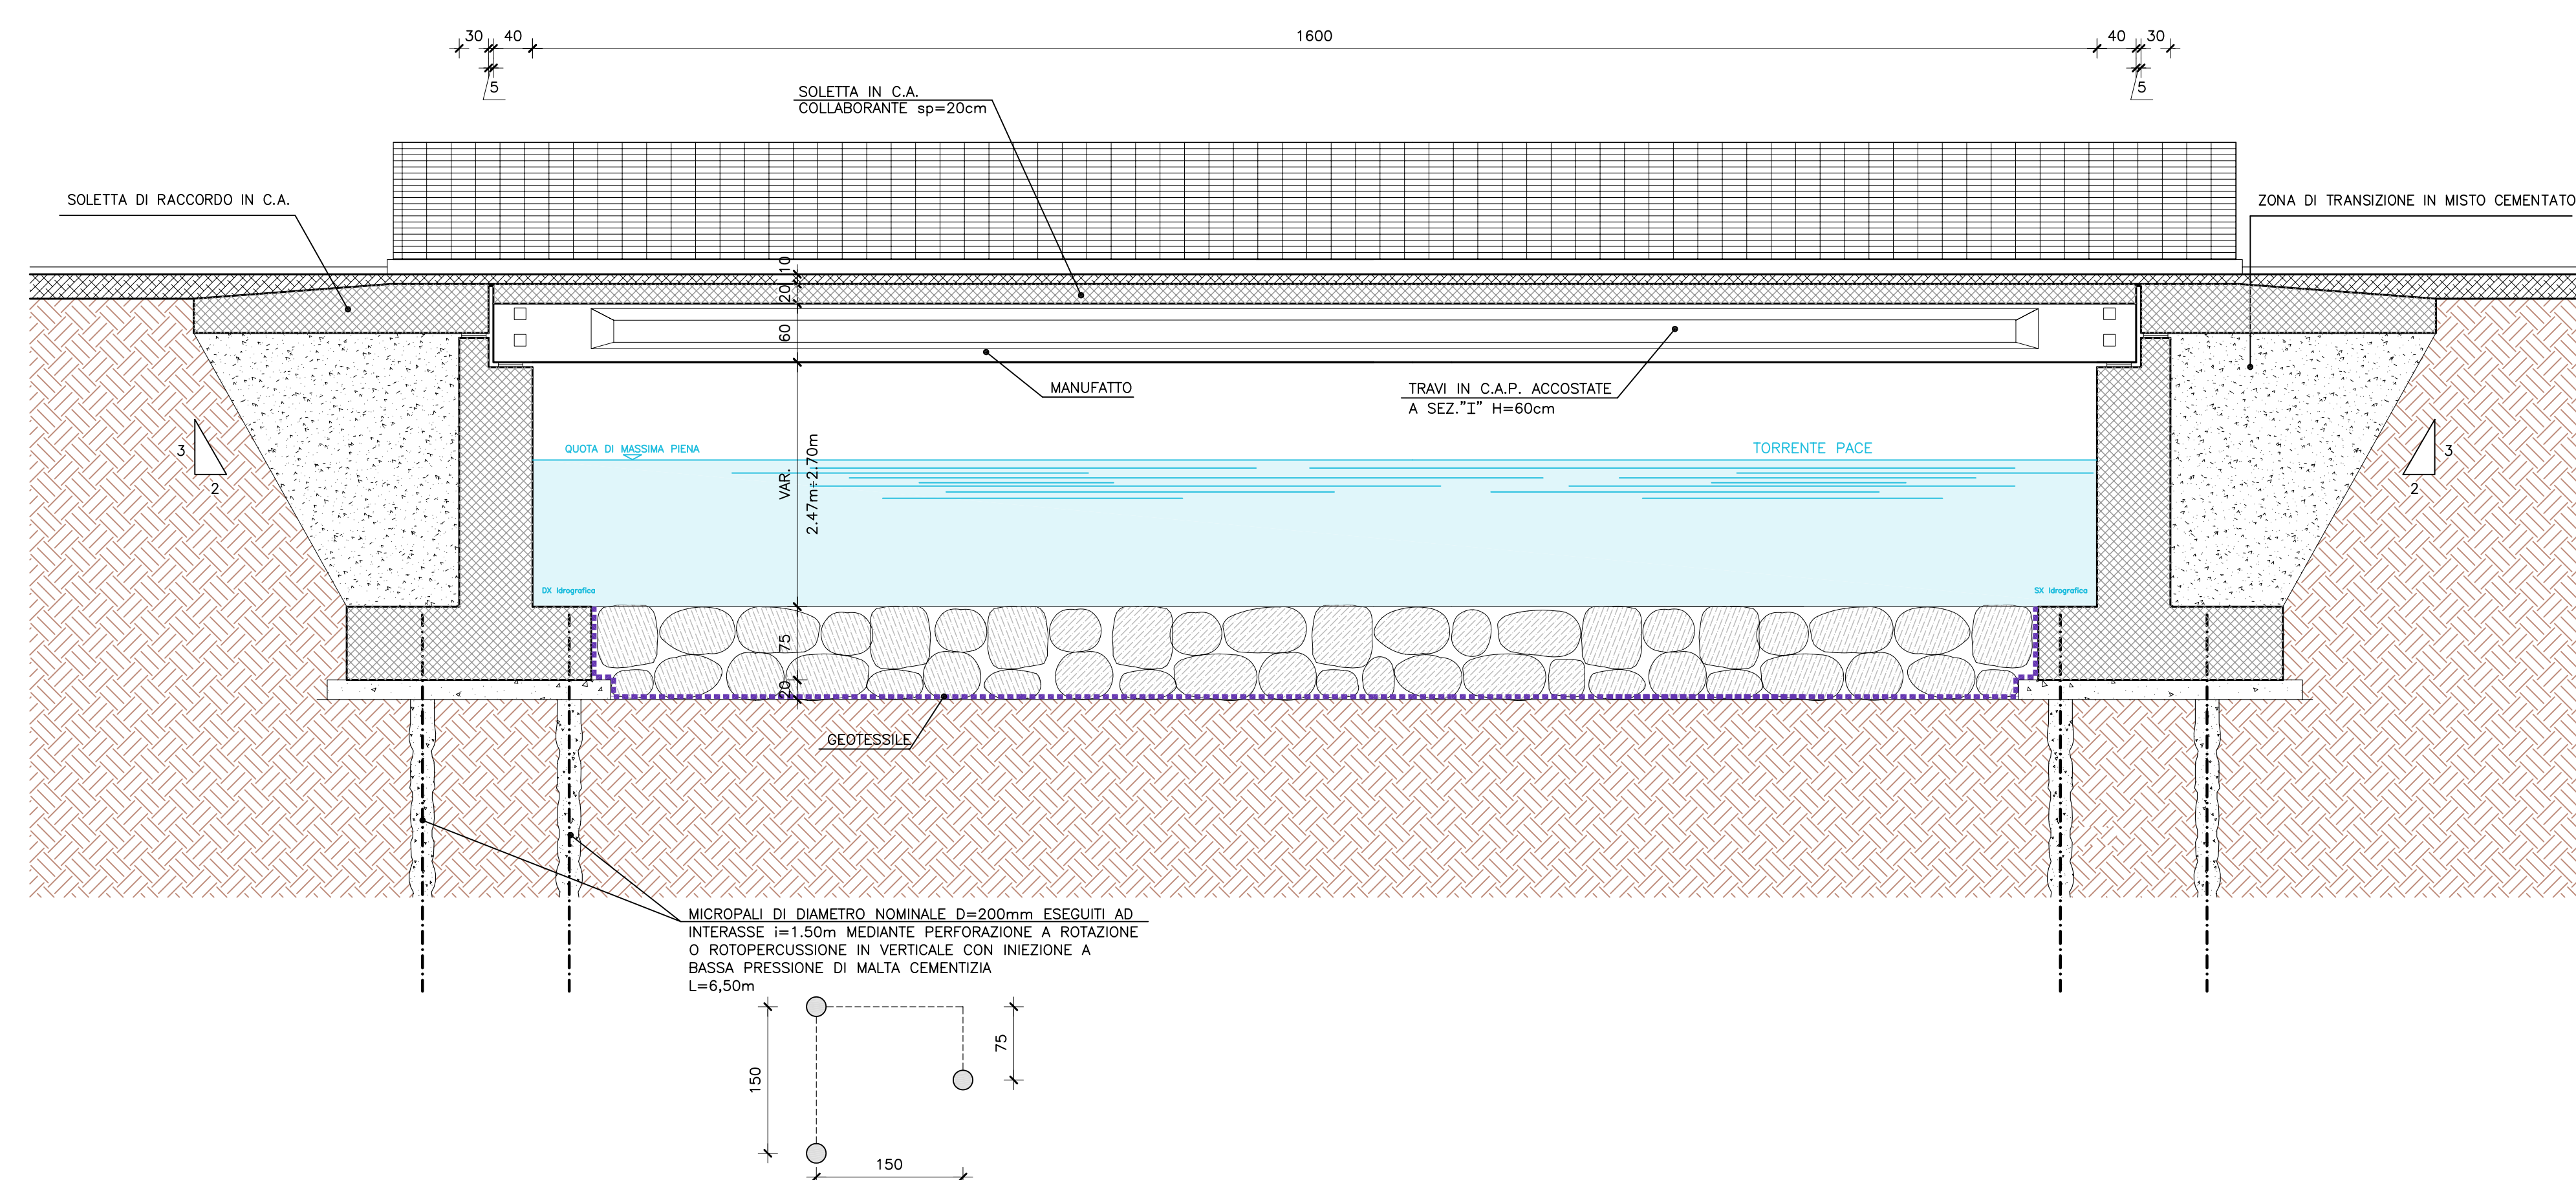 30 40 1600 40 30
5 5
SOLETTA IN C.A.
COLLABORANTE sp=20cm
SOLETTA DI RACCORDO IN C.A.
ZONA DI TRANSIZIONE IN MISTO CEMENTATO
10
20
60
MANUFATTO
TRAVI IN C.A.P. ACCOSTATE
A SEZ."I" H=60cm
QUOTA DI MASSIMA PIENA
TORRENTE PACE
3
2
3
2
VAR.
2.47m÷2.70m
DX Idrografica
SX Idrografica
75
20
GEOTESSILE
MICROPALI DI DIAMETRO NOMINALE D=200mm ESEGUITI AD
INTERASSE i=1.50m MEDIANTE PERFORAZIONE A ROTAZIONE
O ROTOPERCUSSIONE IN VERTICALE CON INIEZIONE A
BASSA PRESSIONE DI MALTA CEMENTIZIA
L=6,50m
75
150
150